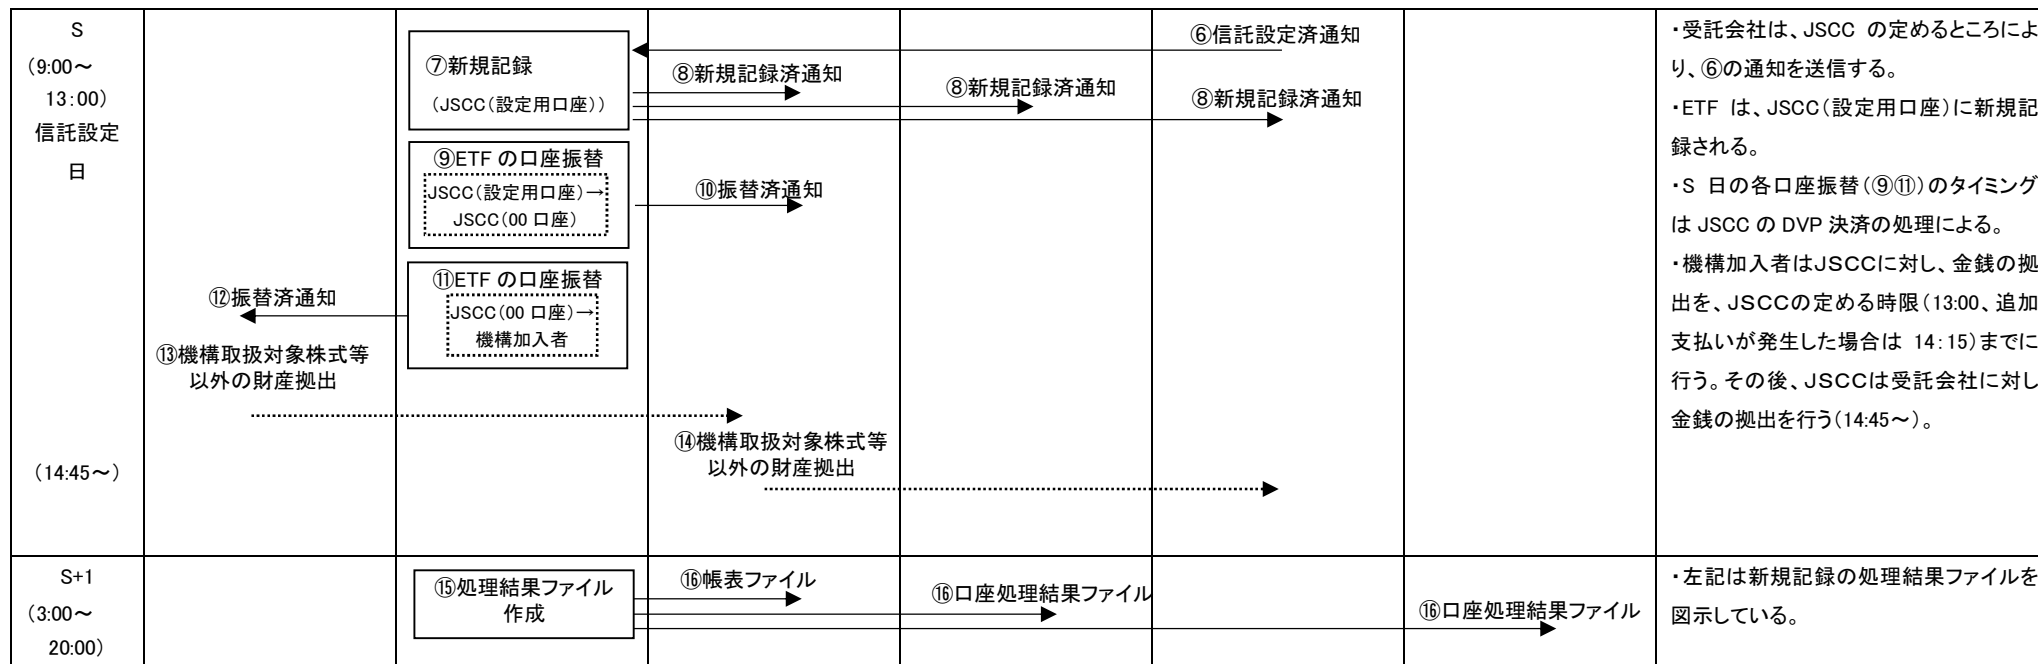 S
(9:00～
13:00)
信託設定
日
(14:45～)
⑦新規記録
(JSCC(設定用口座))
⑨ETF の口座振替
JSCC(設定用口座)→
JSCC(00 口座)
⑪ETF の口座振替
JSCC(00 口座)→
機構加入者
⑫振替済通知
⑬機構取扱対象株式等
以外の財産拠出
⑧新規記録済通知
⑩振替済通知
⑭機構取扱対象株式等
以外の財産拠出
⑧新規記録済通知
⑥信託設定済通知
⑧新規記録済通知
・受託会社は、JSCC の定めるところによ
り、⑥の通知を送信する。
・ETF は、JSCC(設定用口座)に新規記
録される。
・S 日の各口座振替(⑨⑪)のタイミング
は JSCC の DVP 決済の処理による。
・機構加入者はJSCCに対し、金銭の拠
出を、JSCCの定める時限(13:00、追加
支払いが発生した場合は 14:15)までに
行う。その後、JSCCは受託会社に対し
金銭の拠出を行う(14:45～)。
S+1
(3:00～
20:00)
⑮処理結果ファイル
作成
⑯帳表ファイル
⑯口座処理結果ファイル
⑯口座処理結果ファイル
・左記は新規記録の処理結果ファイルを
図示している。